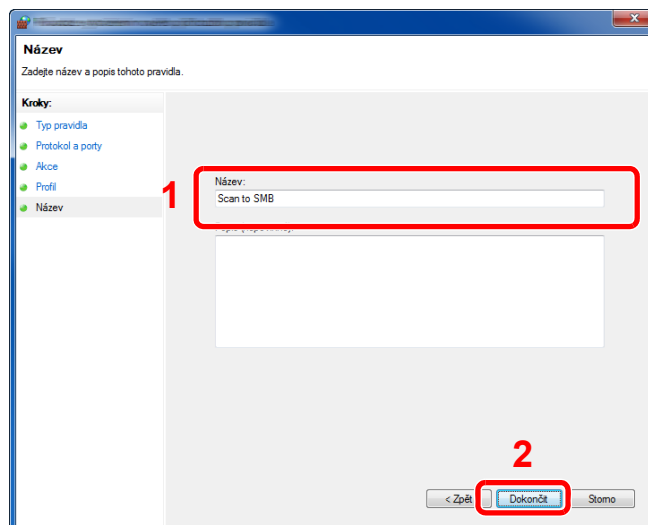 Název
Zadejte název a popis tohoto pravidla.
Kroky:
Typ pravidla
Protokol a porty
Akce
Profil
Název
1
Název:
Scan to SMB
2
< Zpět
Dokončit
Storno